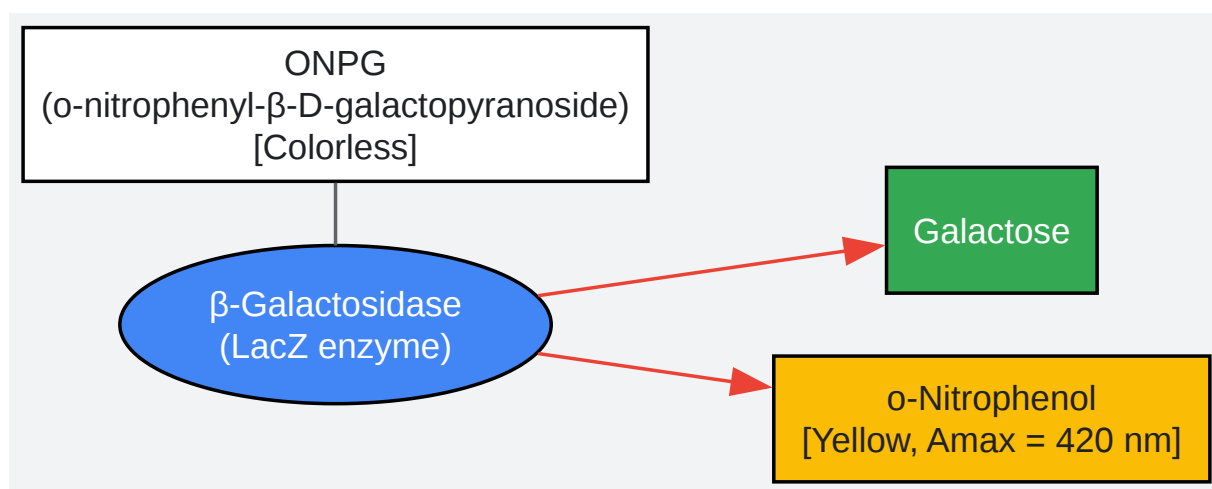 ONPG
(o-nitrophenyl-β-D-galactopyranoside)
[Colorless]
β-Galactosidase
(LacZ enzyme)
Galactose
o-Nitrophenol
[Yellow, Amax = 420 nm]